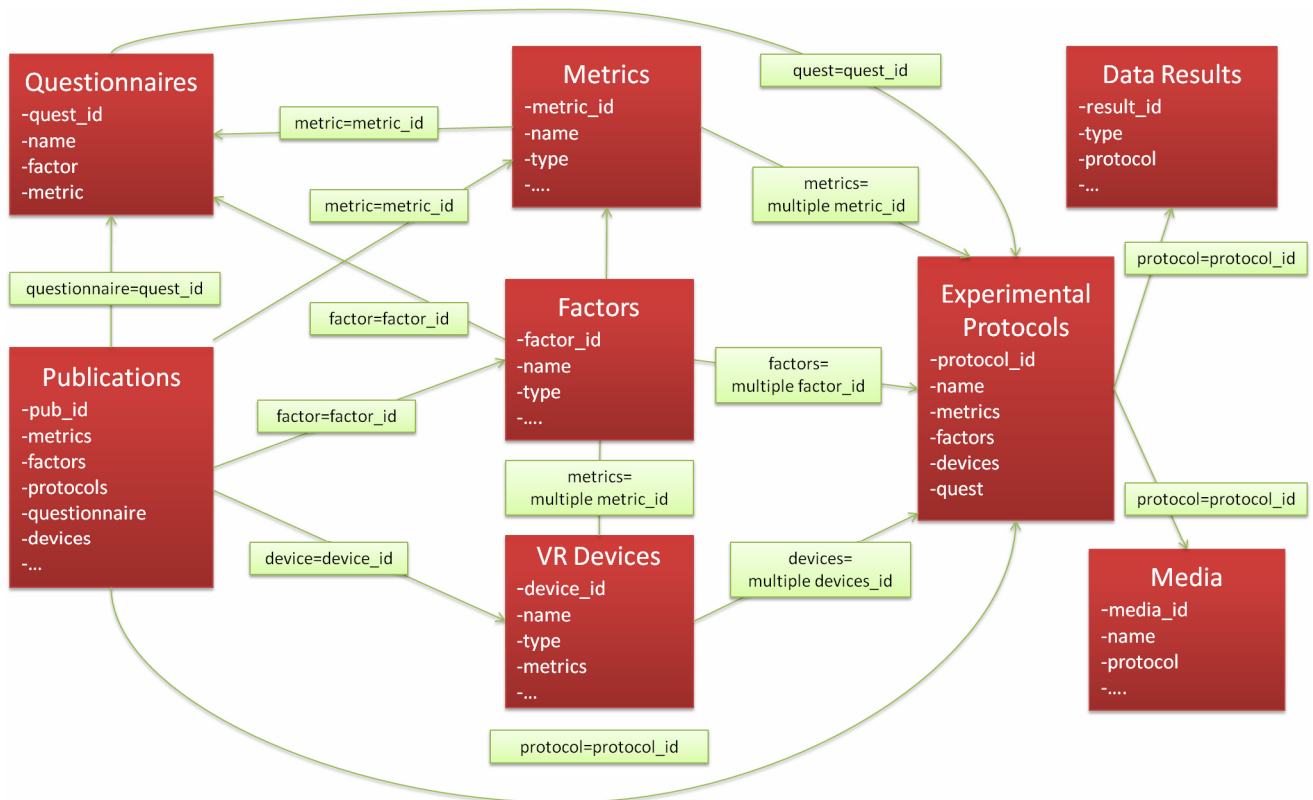 Questionnaires
-quest_id
-name
-factor
-metric
metric=metric_id
Metrics
-metric_id
-name
-type
-....
quest=quest_id
Data Results
-result_id
-type
-protocol
-...
metric=metric_id
metrics=
multiple metric_id
protocol=protocol_id
questionnaire=quest_id
factor=factor_id
Factors
-factor_id
-name
-type
-....
factors=
multiple factor_id
Experimental
Protocols
-protocol_id
-name
-metrics
-factors
-devices
-quest
Publications
-pub_id
-metrics
-factors
-protocols
-questionnaire
-devices
-...
factor=factor_id
metrics=
multiple metric_id
protocol=protocol_id
device=device_id
VR Devices
-device_id
-name
-type
-metrics
-...
devices=
multiple devices_id
Media
-media_id
-name
-protocol
-....
protocol=protocol_id